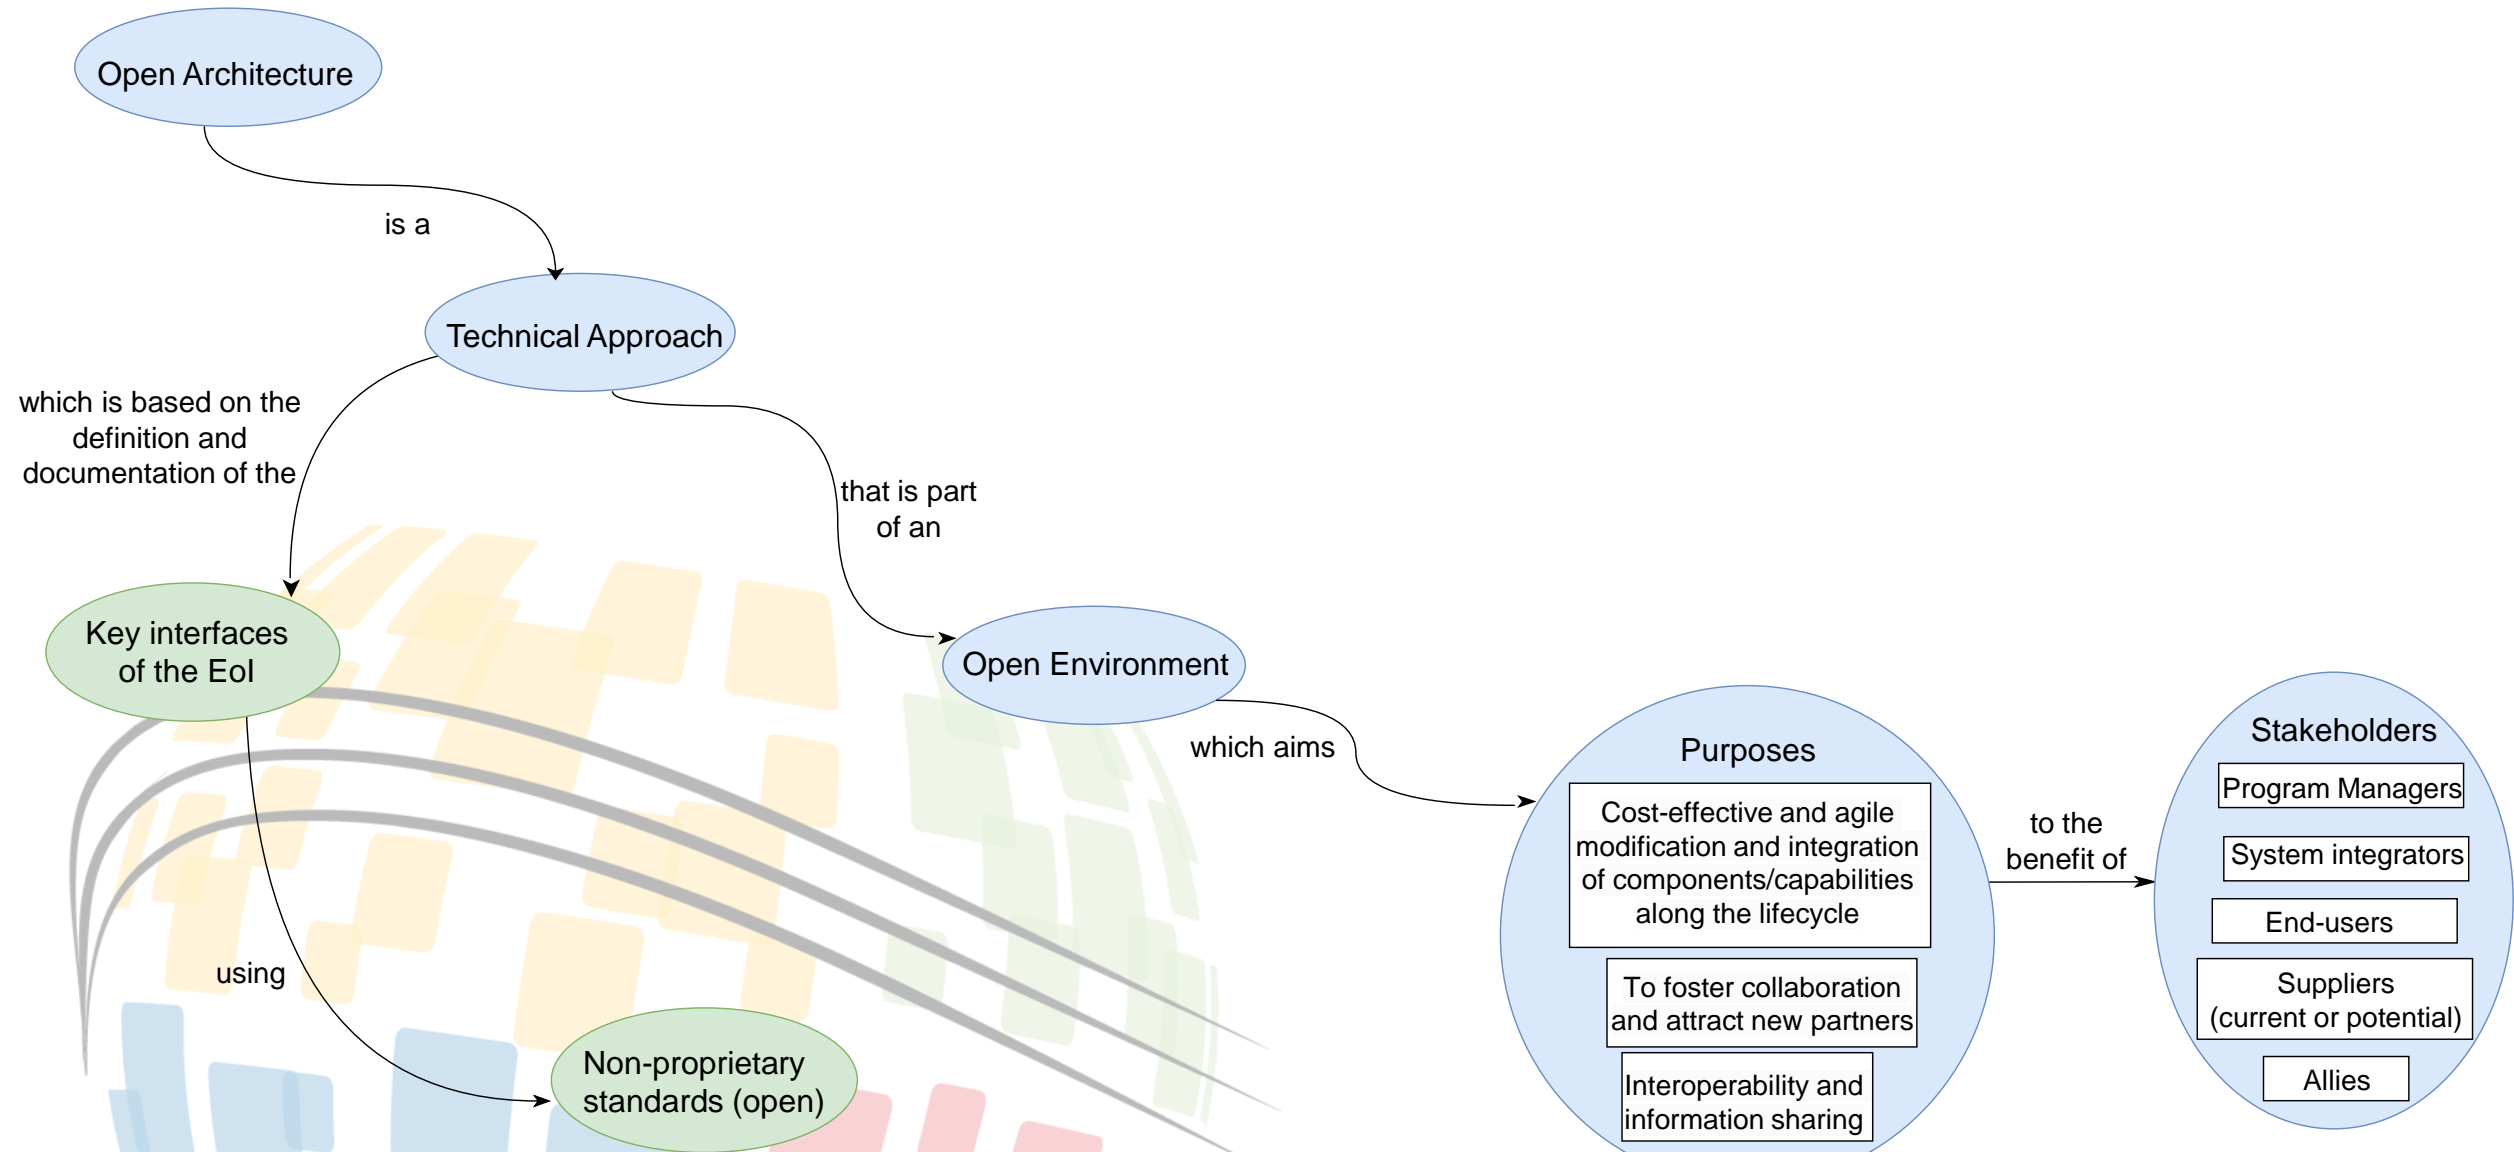 Open Architecture
is a
Technical Approach
which is based on the
definition and
documentation of the
that is part
of an
Key interfaces
of the EoI
Open Environment
which aims
using
Non-proprietary
standards (open)
Purposes
Cost-effective and agile
modification and integration
of components/capabilities
along the lifecycle
To foster collaboration
and attract new partners
Interoperability and
information sharing
to the
benefit of
Stakeholders
Program Managers
System integrators
End-users
Suppliers
(current or potential)
Allies